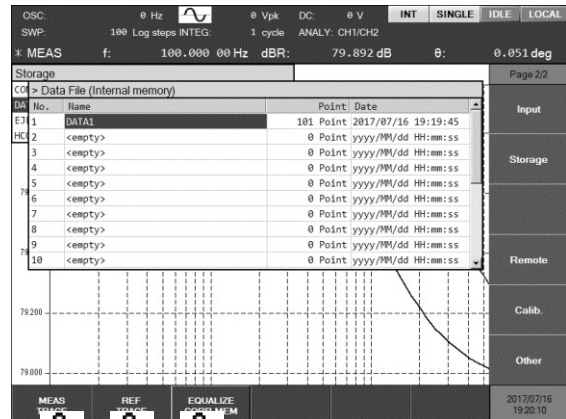 OSC: 0 Hz 0 Vpk DC: 0 V INT SINGLE IDLE LOCAL
SWP: 100 Log steps INTEG: 1 cycle ANALY: CH1/CH2
* MEAS f: 100.000 00 Hz dBR: 79.892 dB θ: 0.051 deg
Storage
Page 2/2
> Data File (Internal memory)
No. Name Point Date
1 DATA1 101 Point 2017/07/16 19:19:45
2 <empty> 0 Point yyyy/MM/dd HH:mm:ss
3 <empty> 0 Point yyyy/MM/dd HH:mm:ss
4 <empty> 0 Point yyyy/MM/dd HH:mm:ss
5 <empty> 0 Point yyyy/MM/dd HH:mm:ss
6 <empty> 0 Point yyyy/MM/dd HH:mm:ss
7 <empty> 0 Point yyyy/MM/dd HH:mm:ss
8 <empty> 0 Point yyyy/MM/dd HH:mm:ss
9 <empty> 0 Point yyyy/MM/dd HH:mm:ss
10 <empty> 0 Point yyyy/MM/dd HH:mm:ss
Input
Storage
Remote
Calib.
Other
79.200
79.000
MEAS
TRACE
REF
TRACE
EQUALIZE
CORR MEM
2017/07/16
19:20:10